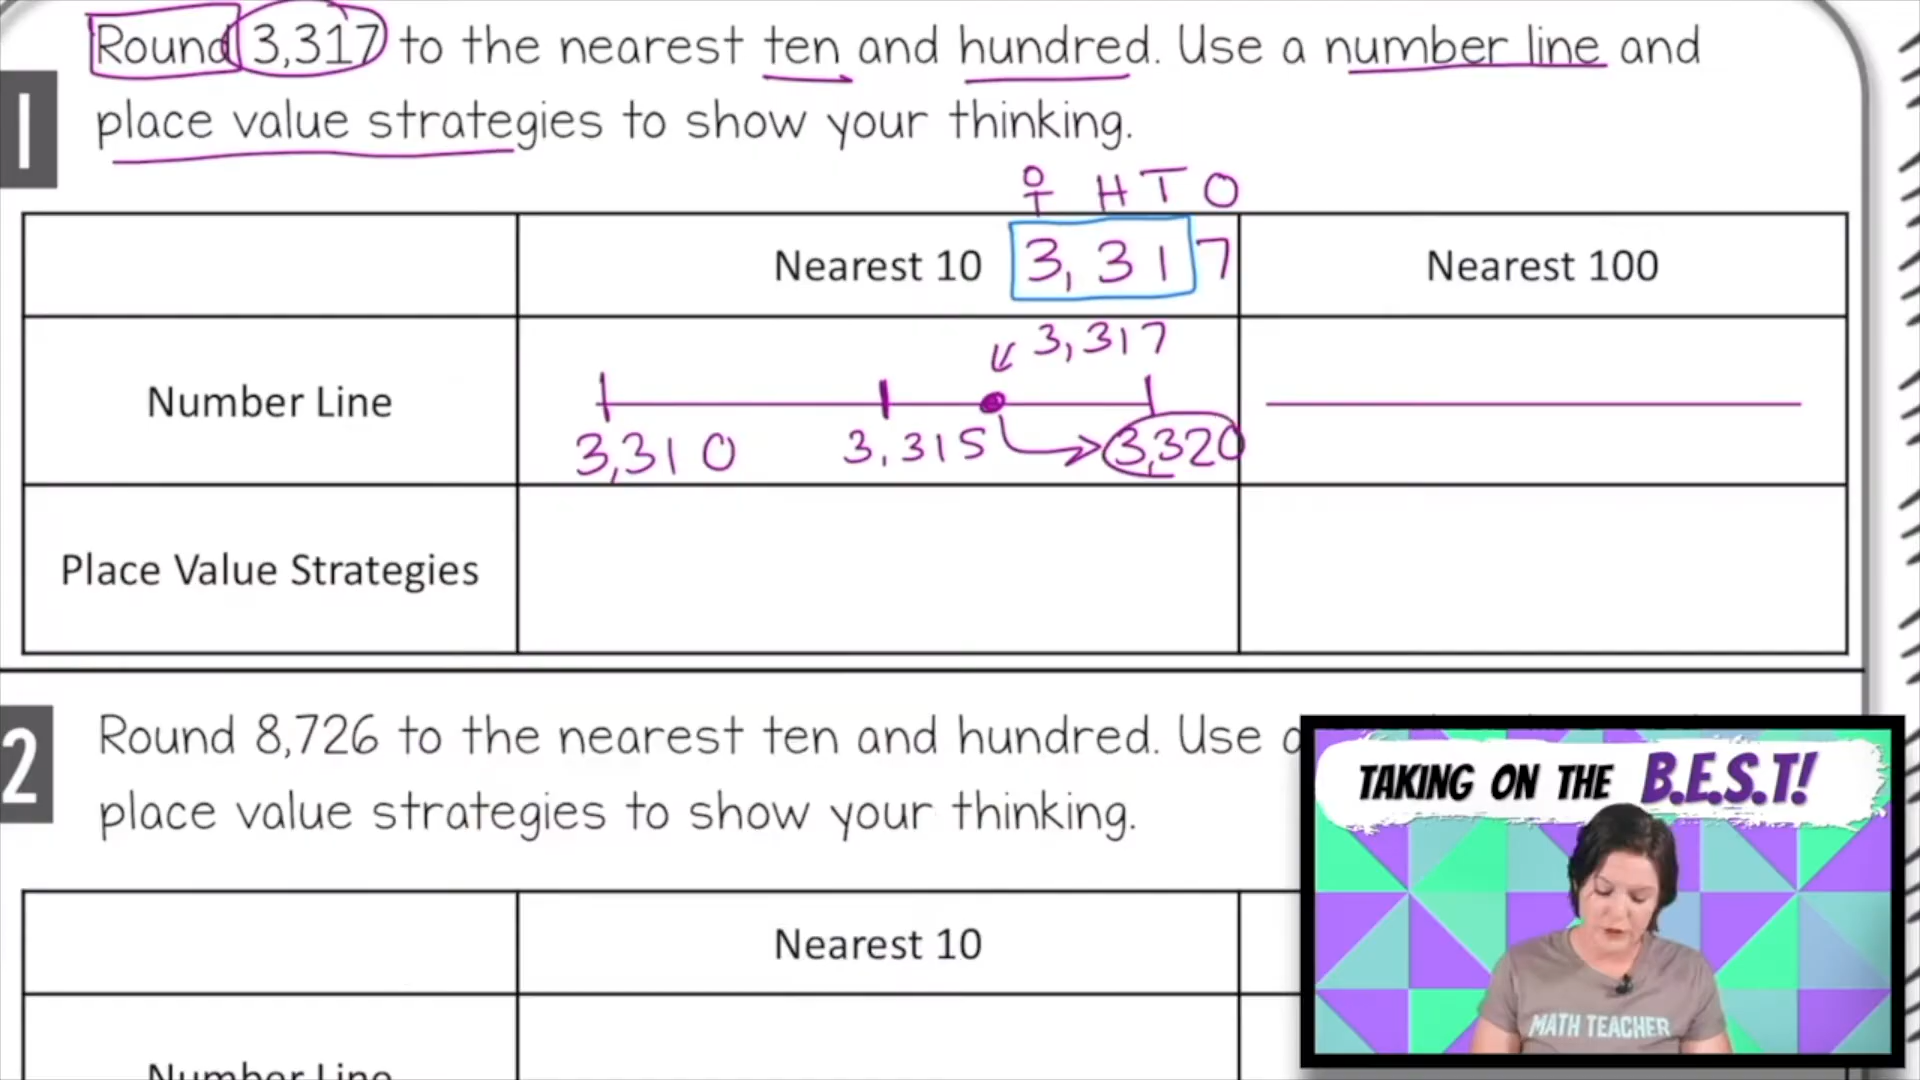 Round 3,317 to the nearest ten and hundred. Use a number line and
1
place value strategies to show your thinking.
T H T O
Nearest 10 3,317 Nearest 100
3,317
Number Line
3,310 3,315 3,320
Place Value Strategies
Round 8,726 to the nearest ten and hundred. Use
2
place value strategies to show your thinking.
TAKING ON THE B.E.S.T!
Nearest 10
MATH TEACHER
Number Line